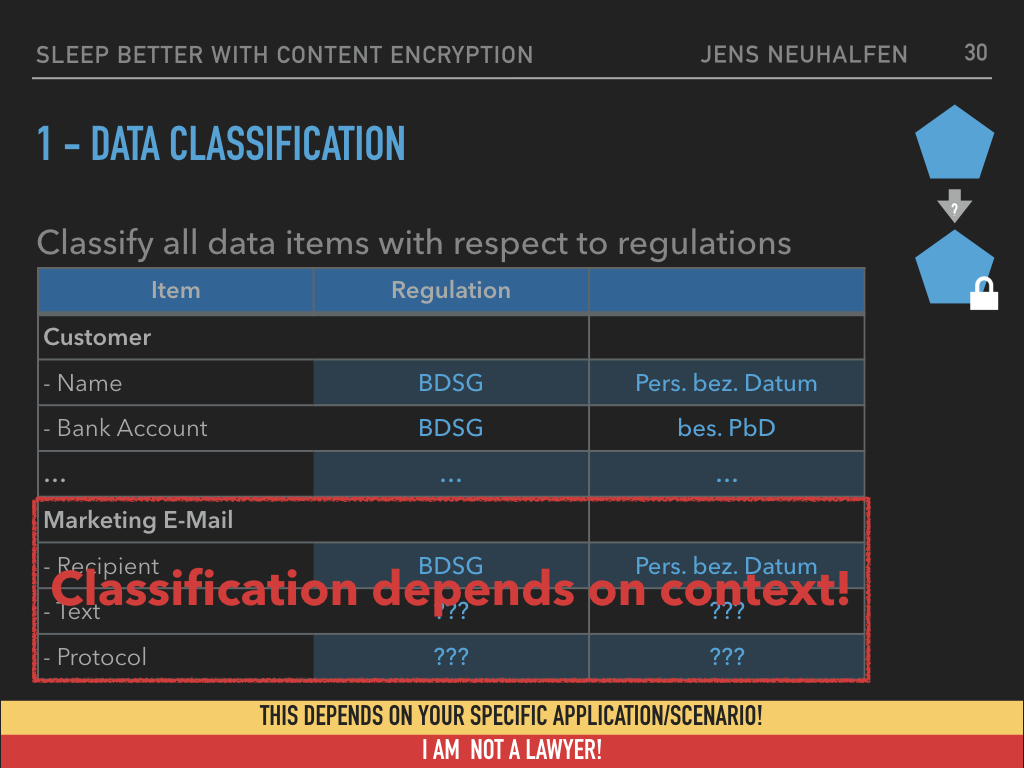 SLEEP BETTER WITH CONTENT ENCRYPTION JENS NEUHALFEN 30
1 – DATA CLASSIFICATION
?
Classify all data items with respect to regulations
Item Regulation
Customer
- Name BDSG Pers. bez. Datum
- Bank Account BDSG bes. PbD
... ... ...
Marketing E-Mail
- Recipient BDSG Pers. bez. Datum
Classification depends on context!
- Text ??? ???
- Protocol ??? ???
THIS DEPENDS ON YOUR SPECIFIC APPLICATION/SCENARIO!
I AM NOT A LAWYER!